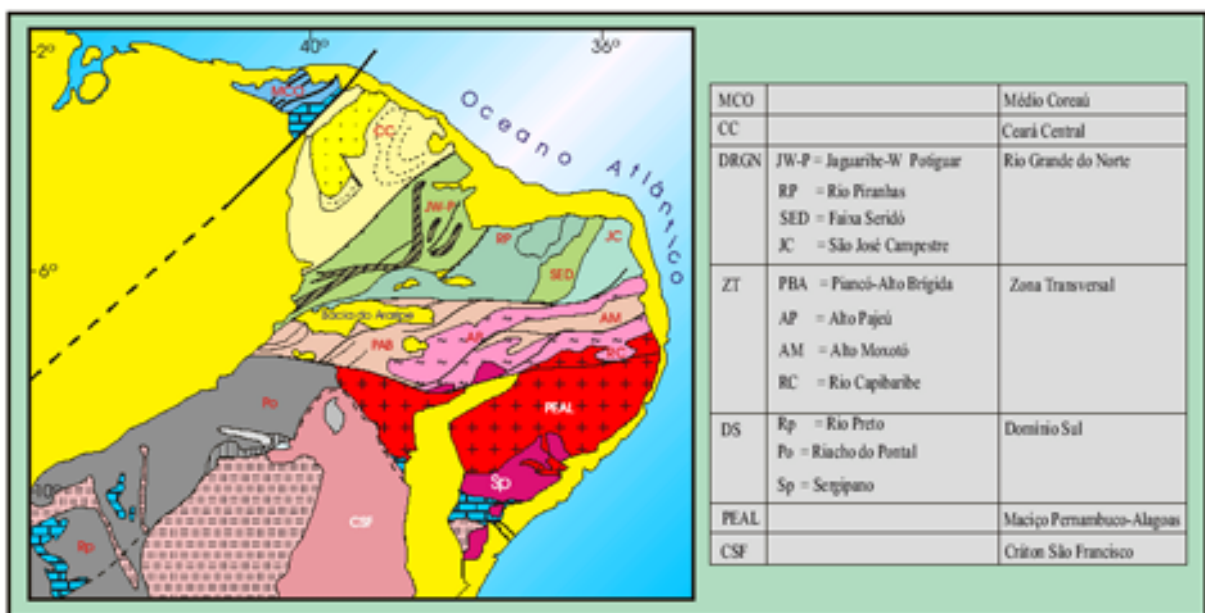 40º
36º
-2º
MCO
Oceano Atlântico
CC
JW-P
RP
JC
-6º
SED
Bacia do Araripe
AM
PAB
RC
Po
PEAL
-10º
Sp
CSF
Rp
MCO Médio Coreaú
CC Ceará Central
DRGN JW-P = Jaguaribe-W Potiguar Rio Grande do Norte
RP = Rio Piranhas
SED = Faixa Seridó
JC = São José Campestre
ZT PBA = Piancó-Alto Brígida Zona Transversal
AP = Alto Pajeú
AM = Alto Moxotó
RC = Rio Capibaribe
DS Rp = Rio Preto Domínio Sul
Po = Riacho do Pontal
Sp = Sergipano
PEAL Maciço Pernambuco-Alagoas
CSF Cráton São Francisco